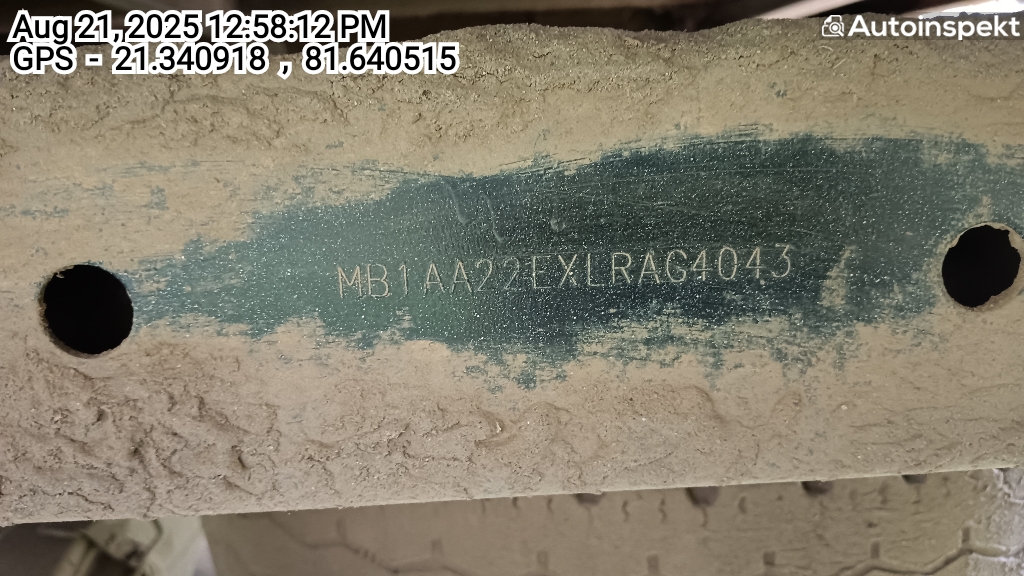 Aug 21, 2025 12:58:12 PM
GPS - 21.340918 , 81.640515
Autoinspekt
MB1AA22EXLRAG4043